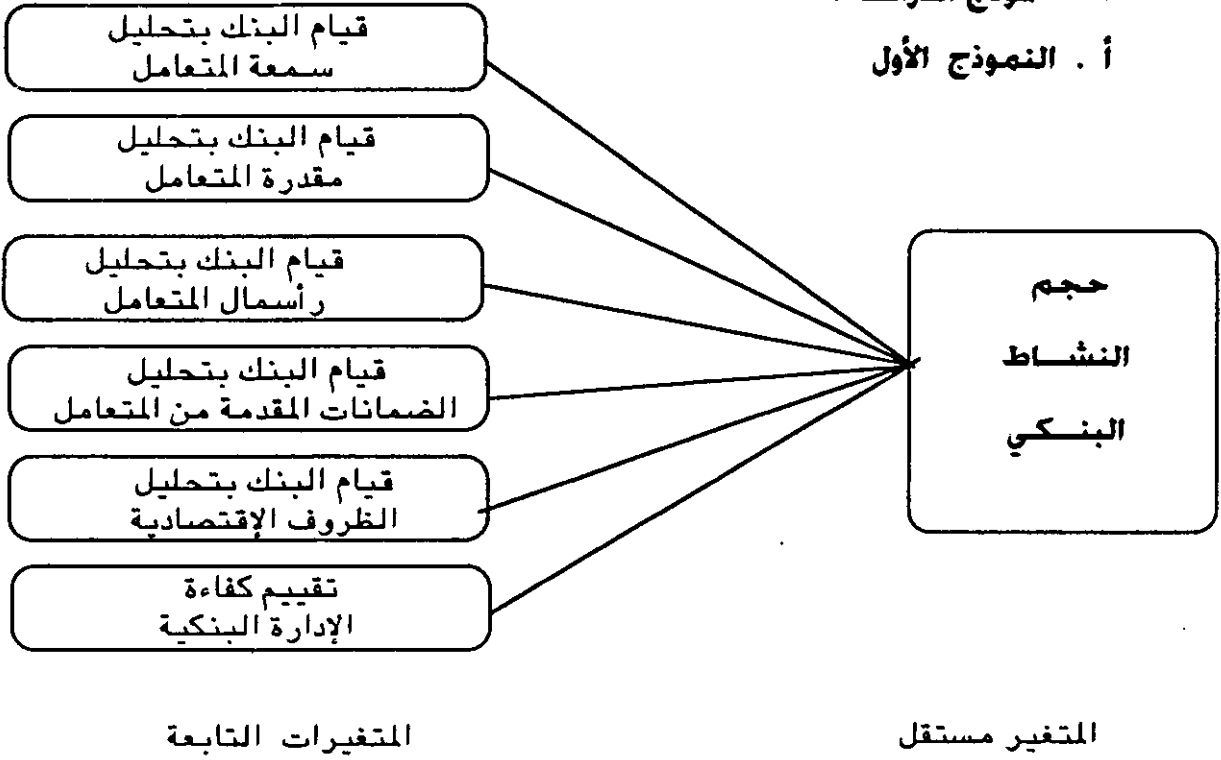 أ . النموذج الأول
قيام البنك بتحليل
سمعة المتعامل
قيام البنك بتحليل
مقدرة المتعامل
قيام البنك بتحليل
رأسمال المتعامل
قيام البنك بتحليل
الضمانات المقدمة من المتعامل
قيام البنك بتحليل
الظروف الإقتصادية
تقييم كفاءة
الإدارة البنكية
حجم
النشــاط
البنــكــي
المتغير مستقل
المتغيرات التابعة